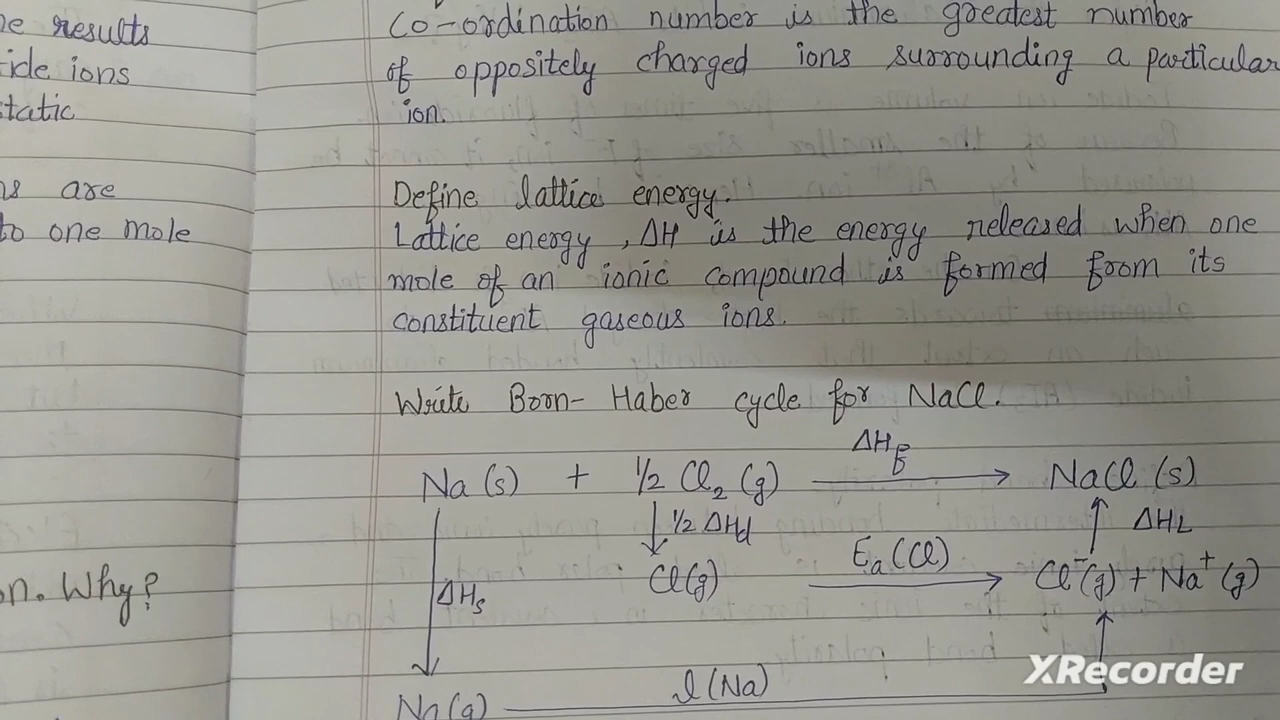 e results
ide ions
tatic
ns are
to one mole
on. Why?
Co-ordination number is the greatest number
of oppositely charged ions surrounding a particular
ion.
Define lattice energy.
Lattice energy, ΔH is the energy released when one
mole of an ionic compound is formed from its
constituent gaseous ions.
Write Born-Haber cycle for NaCl.
ΔHf
Na(s) + ½ Cl₂(g) → NaCl(s)
↓ ½ ΔHd ↑ ΔHL
Ea(Cl)
Cl(g) → Cl⁻(g) + Na⁺(g)
ΔHs
I(Na)
Na(g)
XRecorder